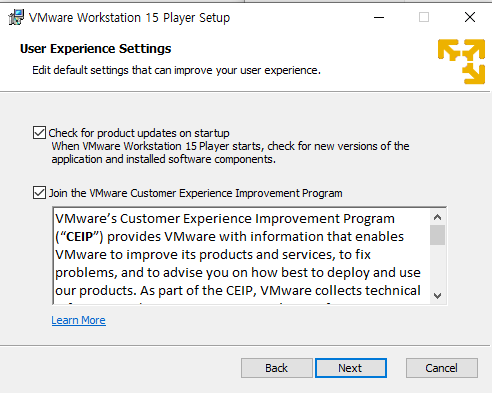 VMware Workstation 15 Player Setup
User Experience Settings
Edit default settings that can improve your user experience.
Check for product updates on startup
When VMware Workstation 15 Player starts, check for new versions of the
application and installed software components.
Join the VMware Customer Experience Improvement Program
VMware's Customer Experience Improvement Program
("CEIP") provides VMware with information that enables
VMware to improve its products and services, to fix
problems, and to advise you on how best to deploy and use
our products. As part of the CEIP, VMware collects technical
Learn More
Back
Next
Cancel